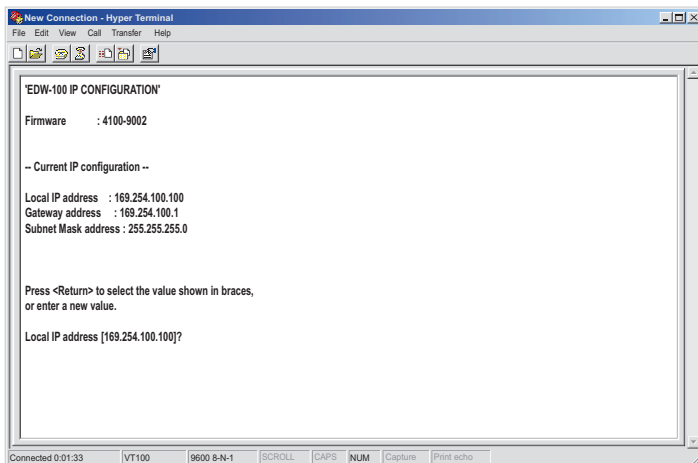 New Connection - Hyper Terminal
File Edit View Call Transfer Help
'EDW-100 IP CONFIGURATION'
Firmware : 4100-9002
-- Current IP configuration --
Local IP address : 169.254.100.100
Gateway address : 169.254.100.1
Subnet Mask address : 255.255.255.0
Press <Return> to select the value shown in braces,
or enter a new value.
Local IP address [169.254.100.100]?
Connected 0:01:33 VT100 9600 8-N-1 SCROLL CAPS NUM Capture Print echo